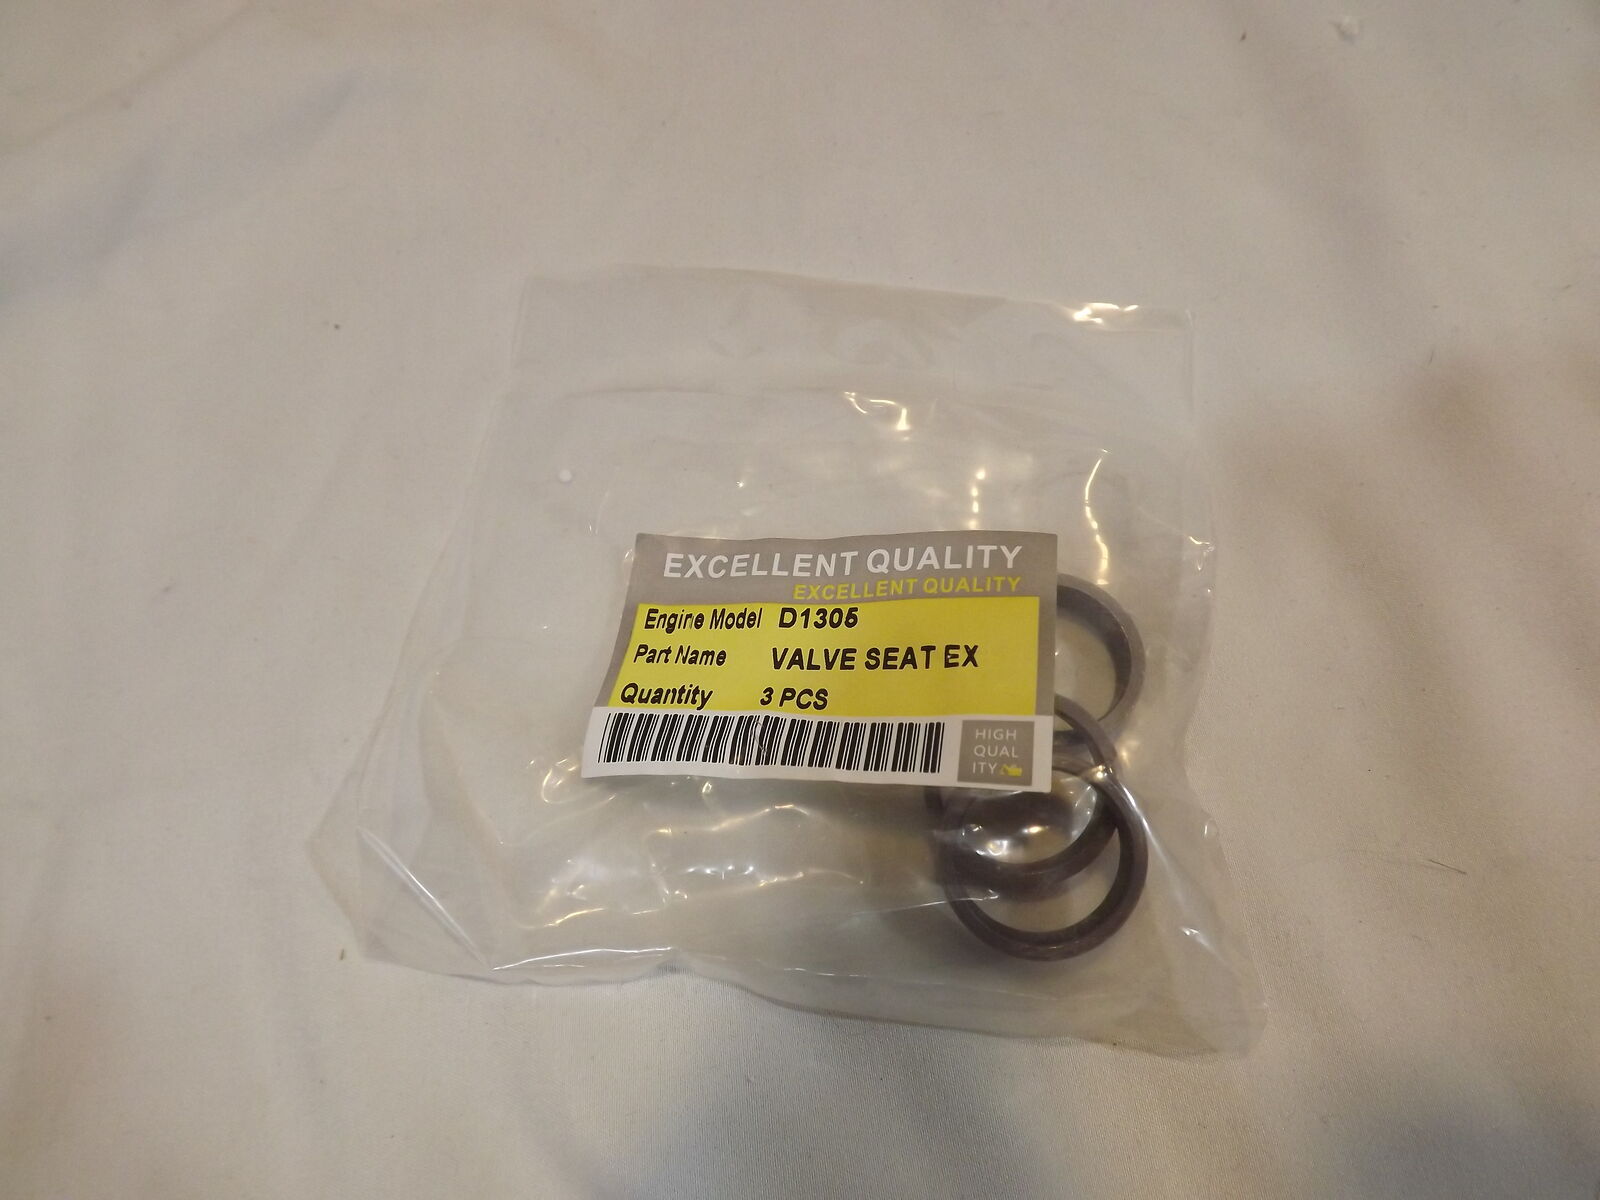 EXCELLENT QUALITY
EXCELLENT QUALITY
Engine Model D1305
Part Name VALVE SEAT EX
Quantity 3 PCS
HIGH
QUAL
ITY